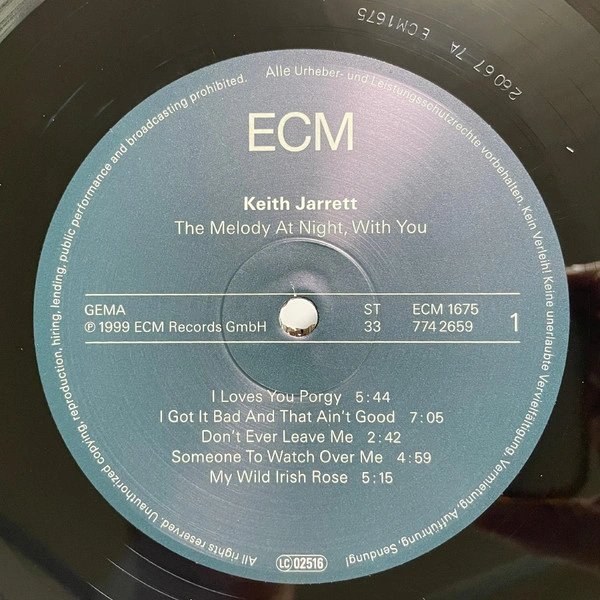 ECM
Keith Jarrett
The Melody At Night, With You
GEMA
℗ 1999 ECM Records GmbH
ST
33
ECM 1675
774 2659
1
I Loves You Porgy 5:44
I Got It Bad And That Ain't Good 7:05
Don't Ever Leave Me 2:42
Someone To Watch Over Me 4:59
My Wild Irish Rose 5:15
LC 02516
All rights reserved. Unauthorized copying, reproduction, hiring, lending, public performance and broadcasting prohibited.
Alle Urheber- und Leistungsschutzrechte vorbehalten. Kein Verleih! Keine unerlaubte Vervielfältigung, Vermietung, Aufführung, Sendung!
26067 7A ECM1675